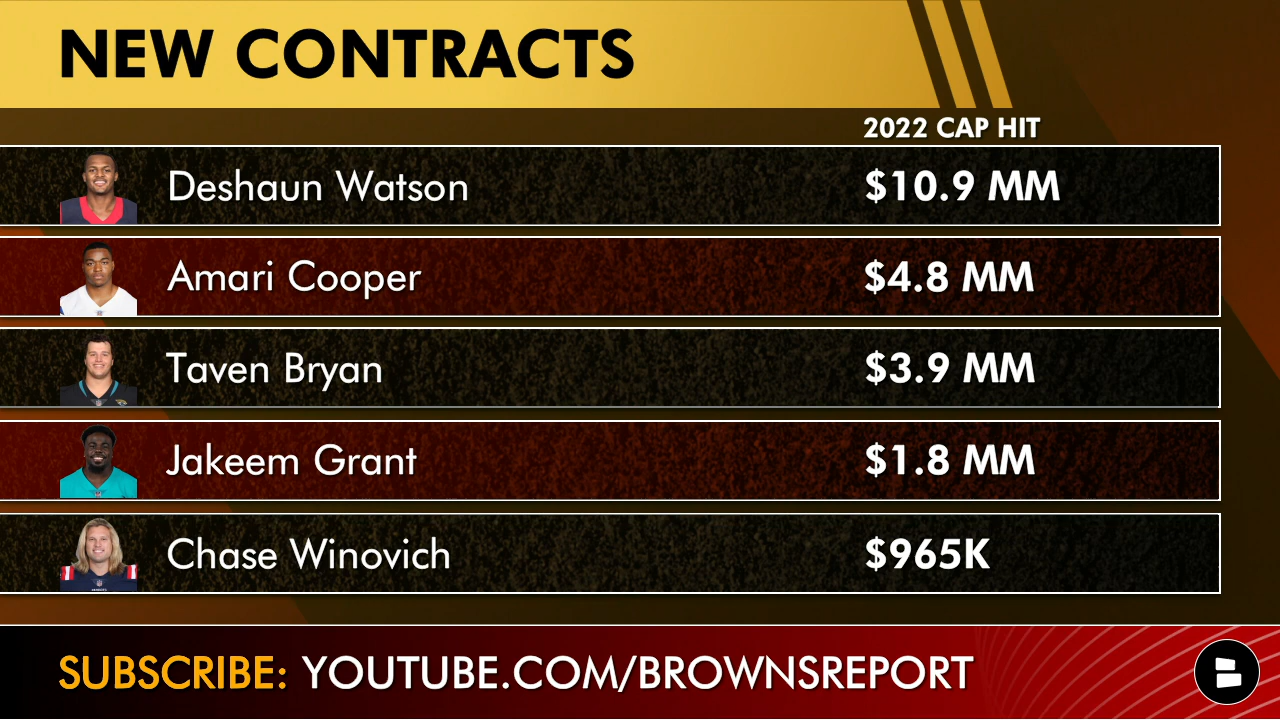 NEW CONTRACTS
2022 CAP HIT
Deshaun Watson $10.9 MM
Amari Cooper $4.8 MM
Taven Bryan $3.9 MM
Jakeem Grant $1.8 MM
Chase Winovich $965K
SUBSCRIBE: YOUTUBE.COM/BROWNSREPORT